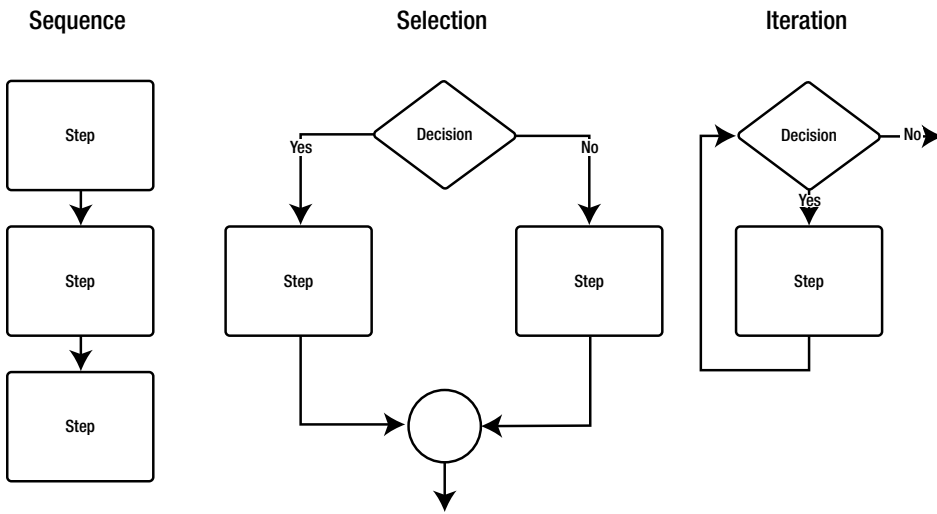 Sequence
Selection
Iteration
Step
Step
Step
Decision
Yes
No
Step
Step
Decision
No
Yes
Step